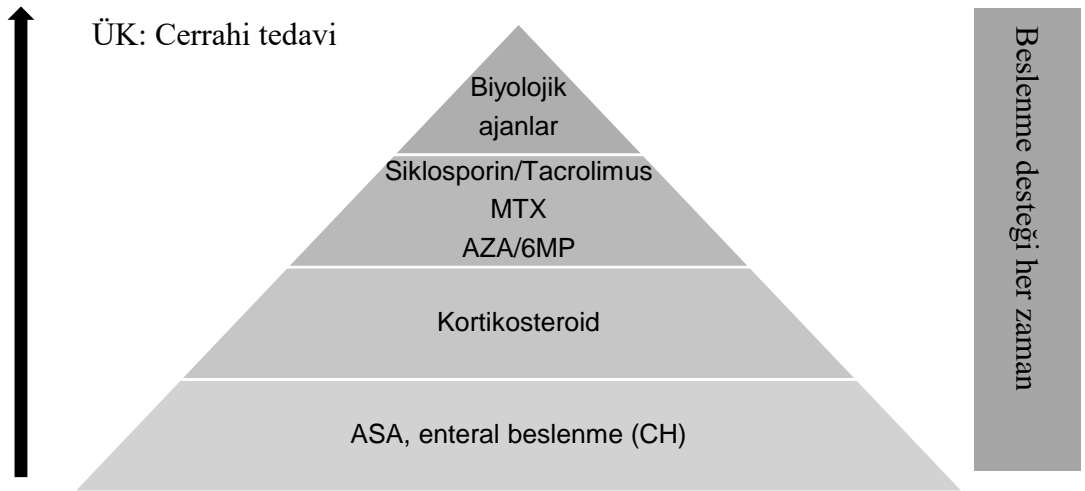 ÜK: Cerrahi tedavi
Biyolojik
ajanlar
Siklosporin/Tacrolimus
MTX
AZA/6MP
Kortikosteroid
ASA, enteral beslenme (CH)
Beslenme desteği her zaman